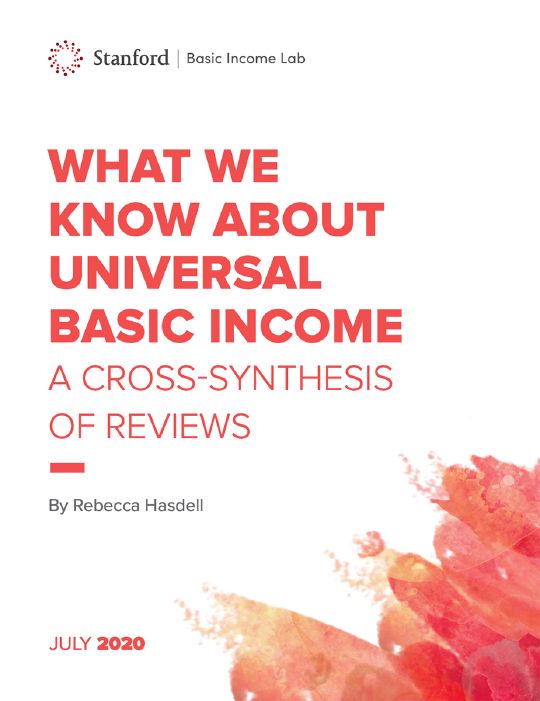 Stanford | Basic Income Lab
WHAT WE
KNOW ABOUT
UNIVERSAL
BASIC INCOME
A CROSS-SYNTHESIS
OF REVIEWS
By Rebecca Hasdell
JULY 2020